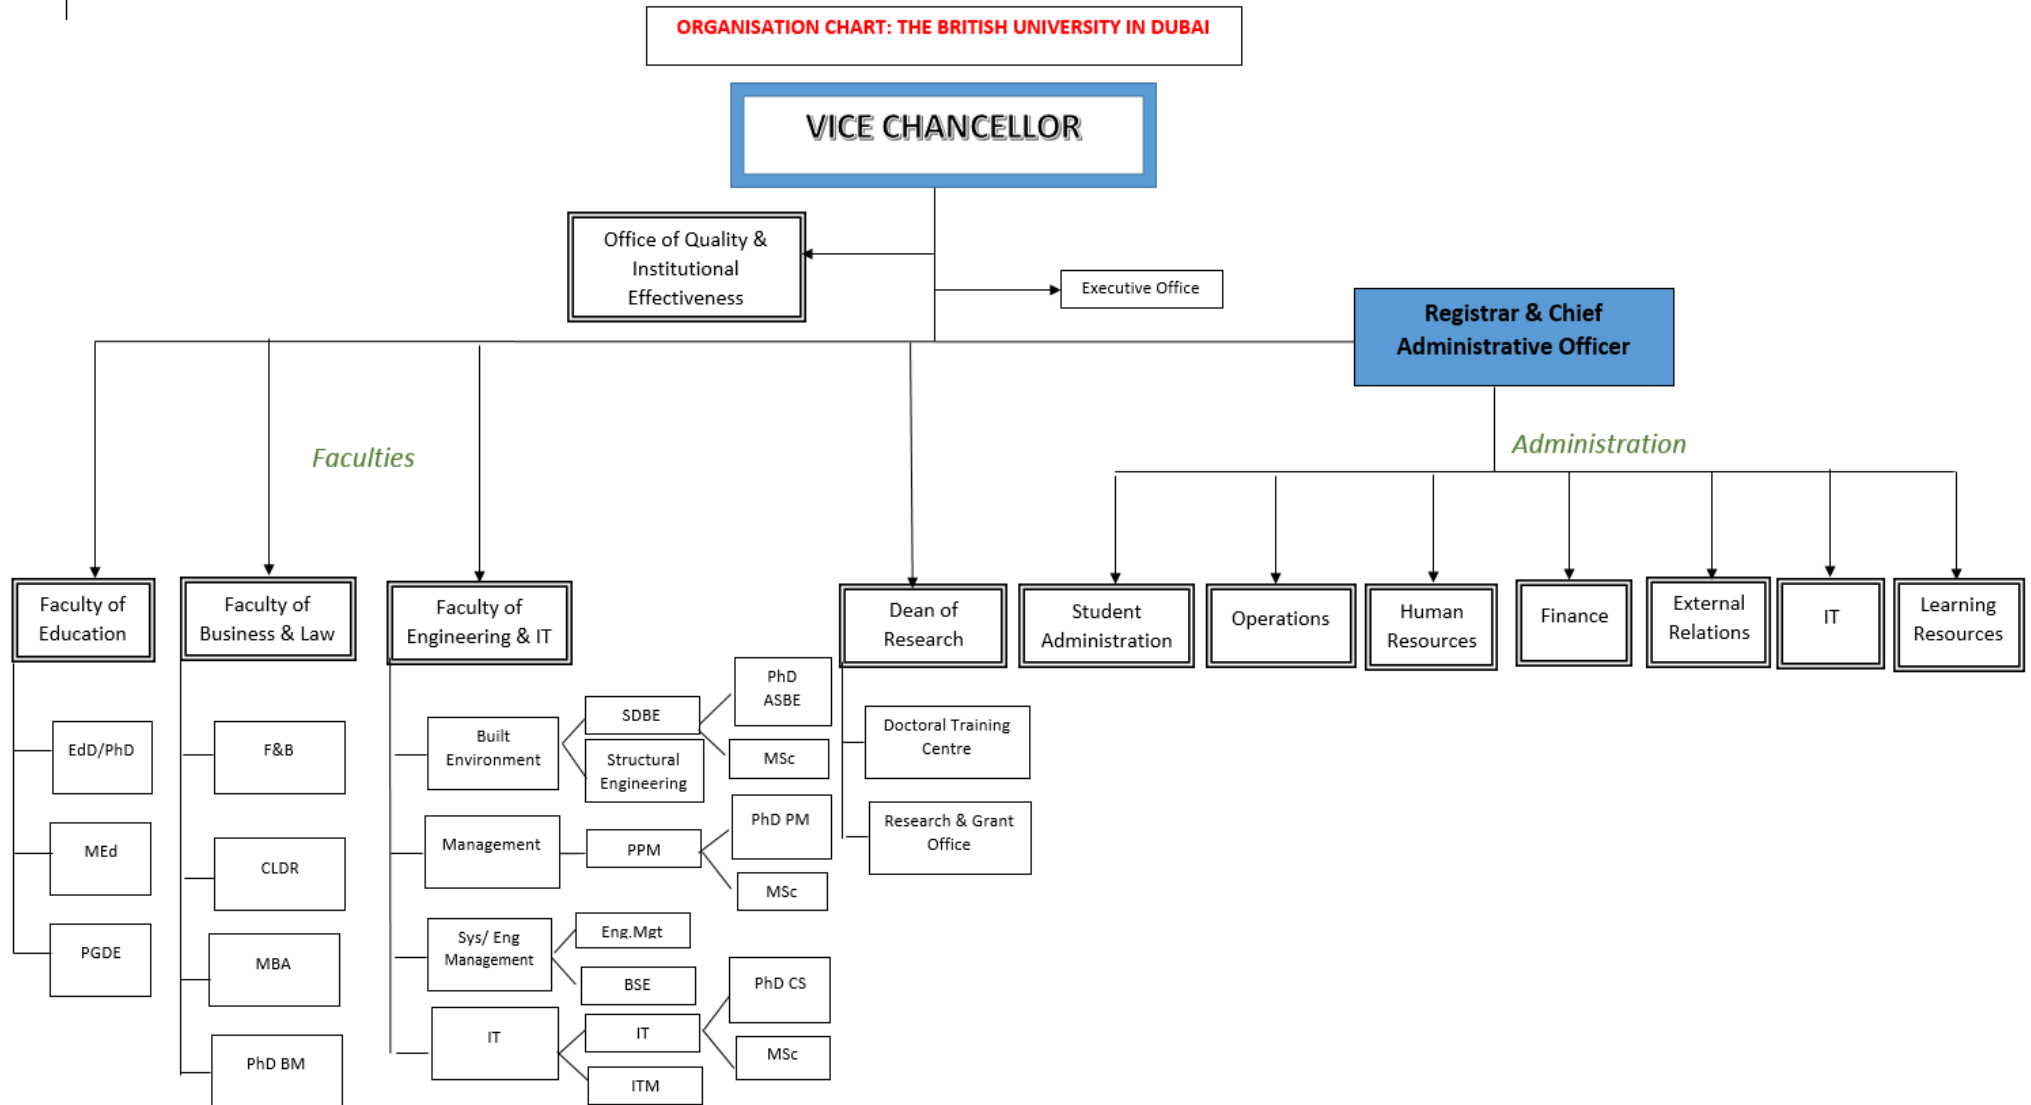 ORGANISATION CHART: THE BRITISH UNIVERSITY IN DUBAI
VICE CHANCELLOR
Office of Quality &
Institutional
Effectiveness
Executive Office
Registrar & Chief
Administrative Officer
Faculties
Administration
Faculty of
Education
Faculty of
Business & Law
Faculty of
Engineering & IT
Dean of
Research
Student
Administration
Operations
Human
Resources
Finance
External
Relations
IT
Learning
Resources
EdD/PhD
MEd
PGDE
F&B
CLDR
MBA
PhD BM
Built
Environment
SDBE
Structural
Engineering
PhD
ASBE
MSc
Management
PPM
PhD PM
MSc
Sys/ Eng
Management
Eng.Mgt
BSE
IT
IT
ITM
PhD CS
MSc
Doctoral Training
Centre
Research & Grant
Office